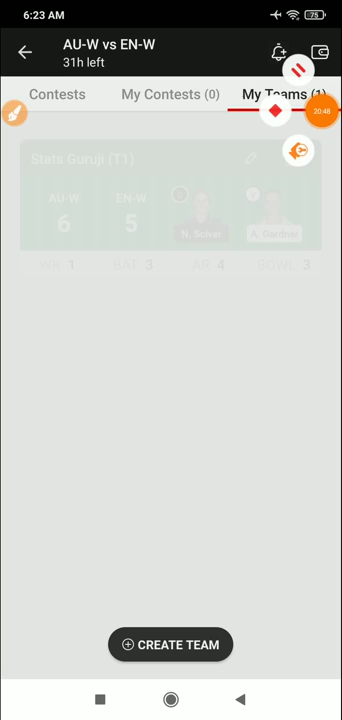 6:23 AM
75
AU-W vs EN-W
31h left
Contests
My Contests (0)
My Teams (1)
20:48
Stats Guruji (T1)
AU-W
EN-W
6
5
N. Sciver
A. Gardner
WK 1
BAT 3
AR 4
BOWL 3
CREATE TEAM